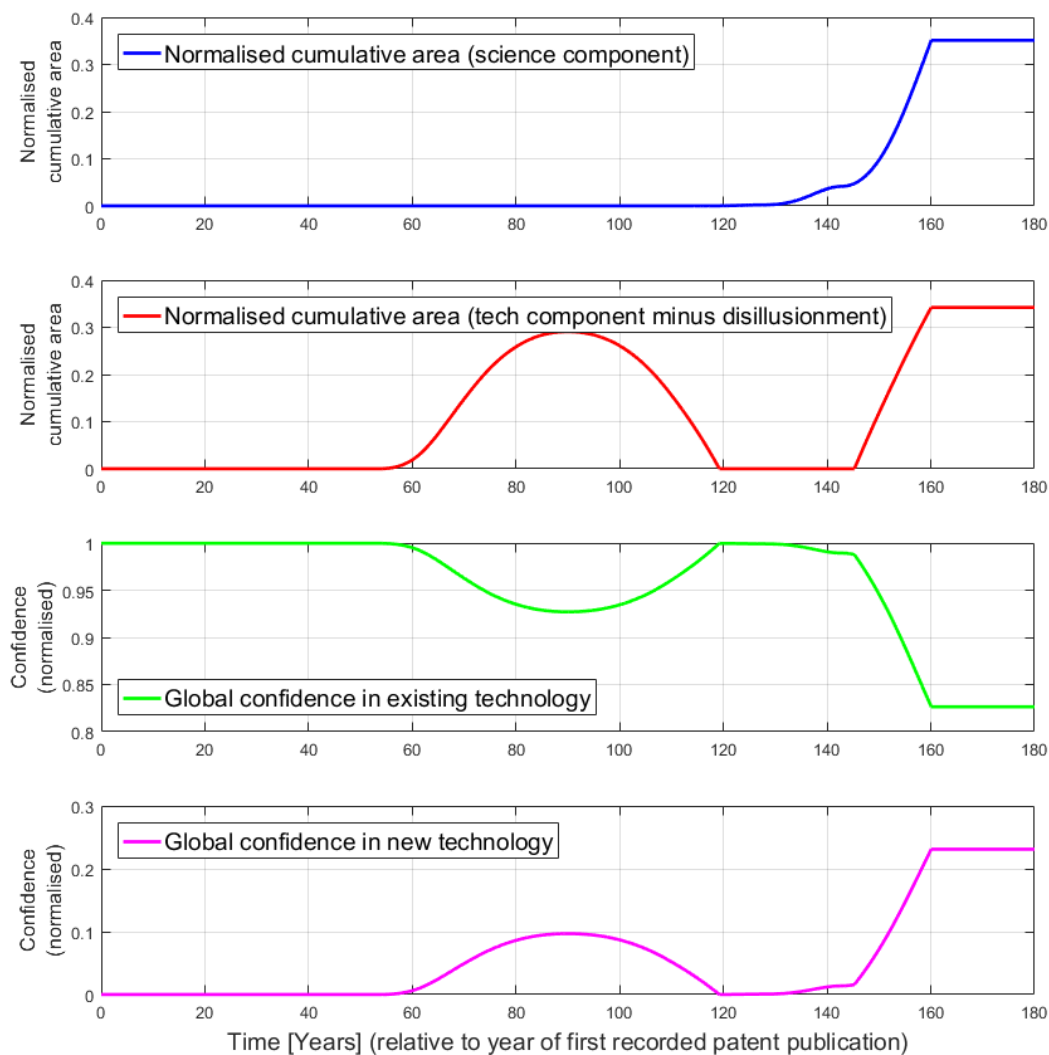 0.4
0.3
0.2
0.1
0
Normalised
cumulative area
Normalised cumulative area (science component)
0 20 40 60 80 100 120 140 160 180
0.4
0.3
0.2
0.1
0
Normalised
cumulative area
Normalised cumulative area (tech component minus disillusionment)
0 20 40 60 80 100 120 140 160 180
1
0.95
0.9
0.85
0.8
Confidence
(normalised)
Global confidence in existing technology
0 20 40 60 80 100 120 140 160 180
0.3
0.2
0.1
0
Confidence
(normalised)
Global confidence in new technology
0 20 40 60 80 100 120 140 160 180
Time [Years] (relative to year of first recorded patent publication)